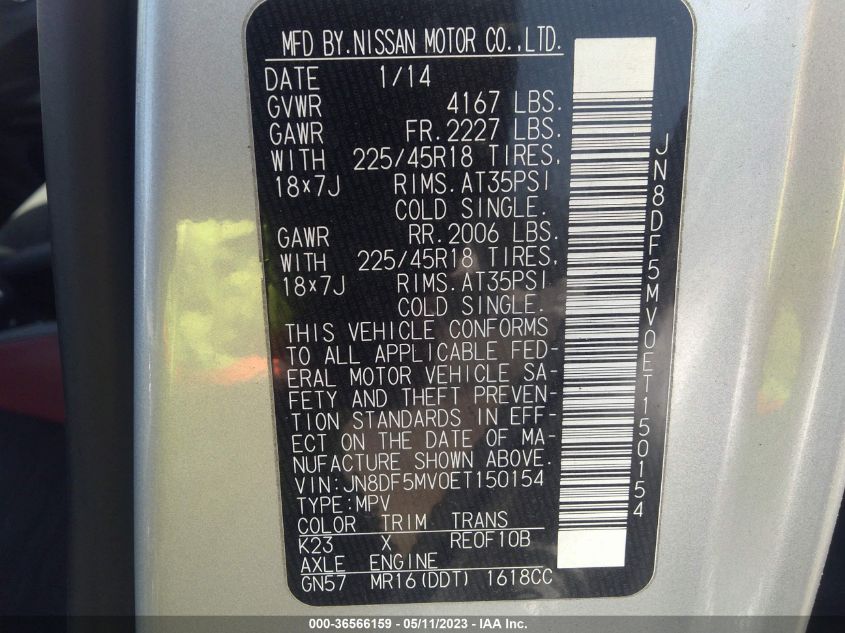 MFD BY.NISSAN MOTOR CO.,LTD.
DATE 1/14
GVWR 4167 LBS.
GAWR FR.2227 LBS.
WITH 225/45R18 TIRES,
18×7J RIMS.AT35PSI
COLD SINGLE.
GAWR RR.2006 LBS.
WITH 225/45R18 TIRES,
18×7J RIMS.AT35PSI
COLD SINGLE.
THIS VEHICLE CONFORMS
TO ALL APPLICABLE FED-
ERAL MOTOR VEHICLE SA-
FETY AND THEFT PREVEN-
TION STANDARDS IN EFF-
ECT ON THE DATE OF MA-
NUFACTURE SHOWN ABOVE.
VIN:JN8DF5MV0ET150154
TYPE:MPV
COLOR TRIM TRANS
K23 X RE0F10B
AXLE ENGINE
GN57 MR16(DDT) 1618CC
JN8DF5MV0ET150154
000-36566159 - 05/11/2023 - IAA Inc.